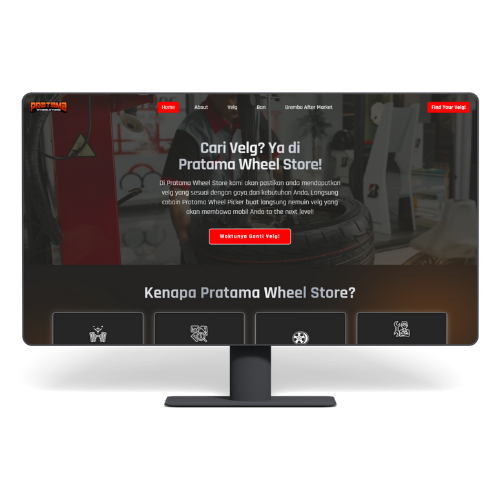 PRATAMA
Home About Velg Ban Brembo After Market Find Your Velg!
Cari Velg? Ya di
Pratama Wheel Store!
Di Pratama Wheel Store kami akan pastikan anda mendapatkan
velg yang sesuai dengan gaya dan kebutuhan Anda. Langsung
cobain Pratama Wheel Picker buat langsung nemuin velg yang
akan membawa mobil Anda to the next level!
Waktunya Ganti Velg!
Kenapa Pratama Wheel Store?